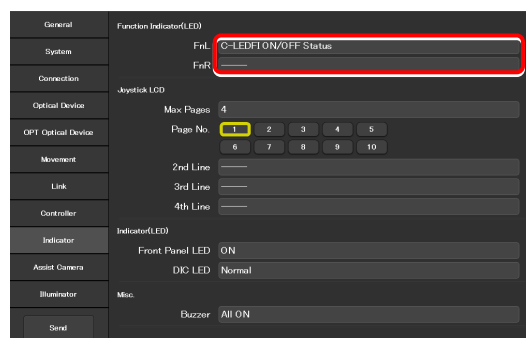 General
System
Connection
Optical Device
OPT Optical Device
Movement
Link
Controller
Indicator
Assist Camera
Illuminator
Send
Function Indicator(LED)
FnL C-LEDFI ON/OFF Status
FnR -----
Joystick LCD
Max Pages 4
Page No. 1 2 3 4 5
6 7 8 9 10
2nd Line -----
3rd Line -----
4th Line -----
Indicator(LED)
Front Panel LED ON
DIC LED Normal
Misc.
Buzzer All ON